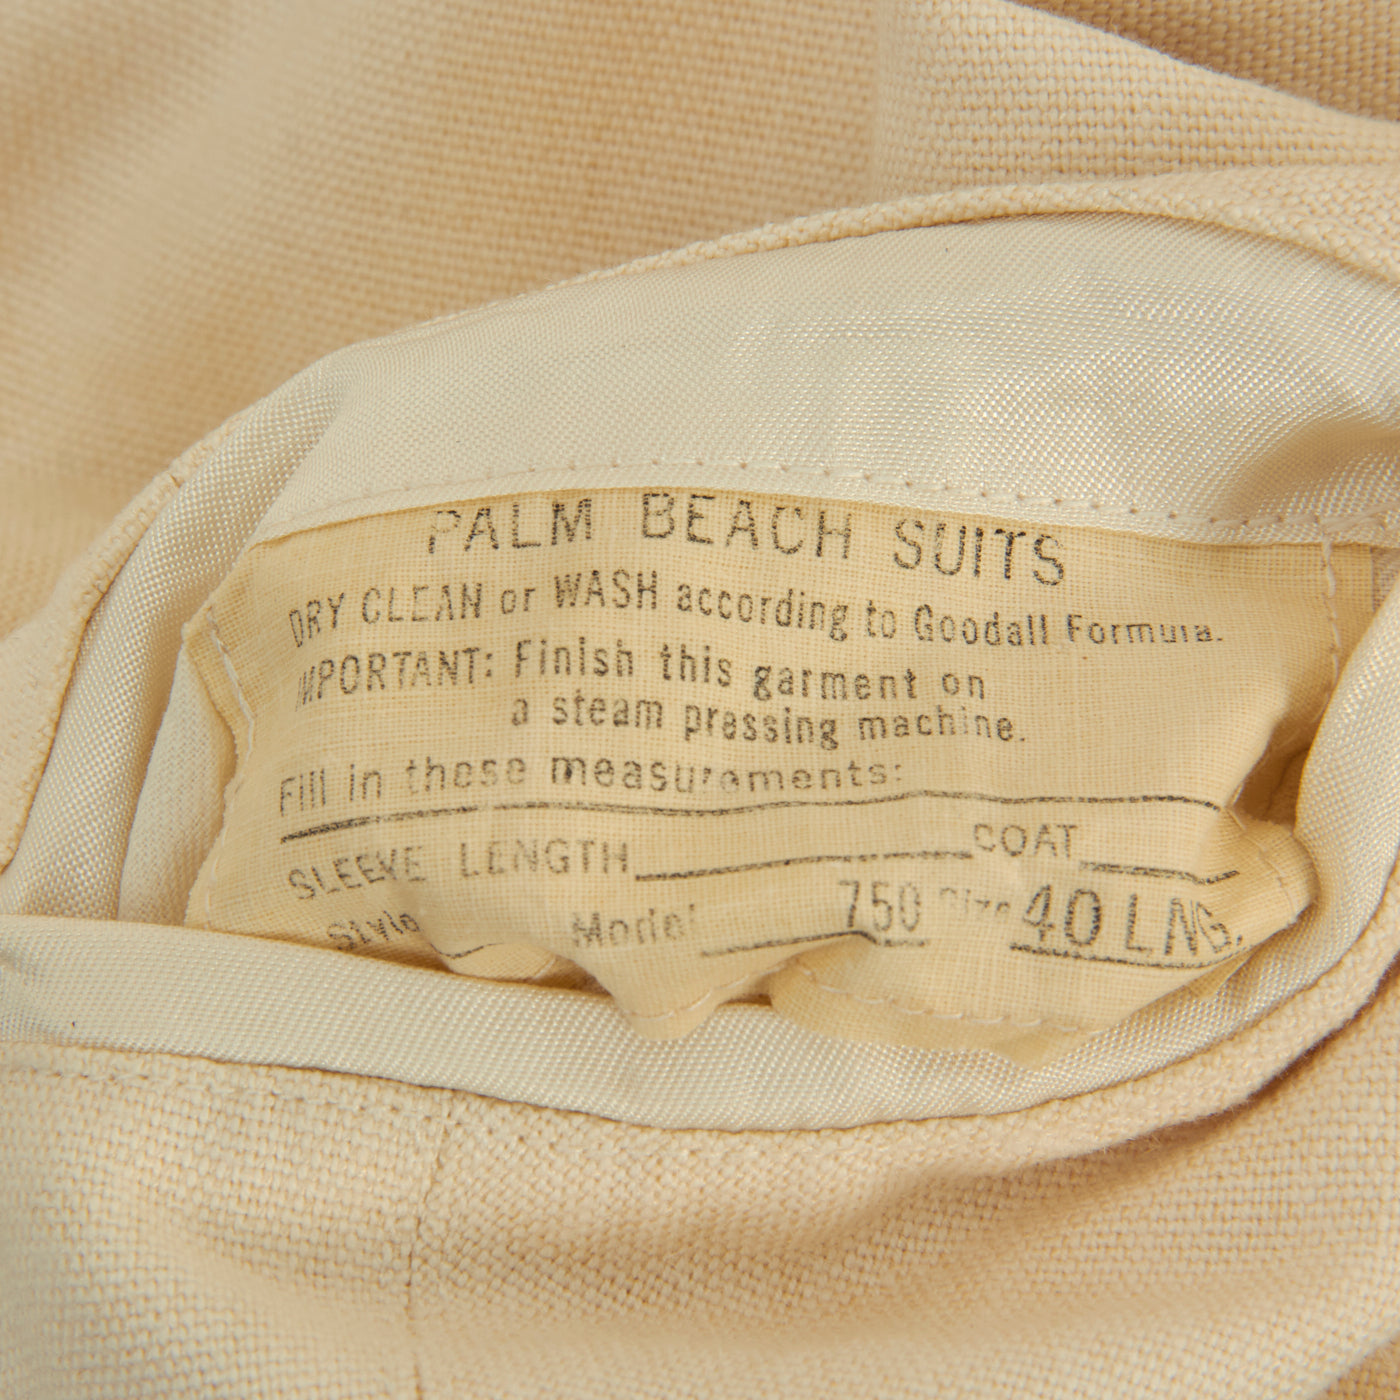 PALM BEACH SUITS
DRY CLEAN or WASH according to Goodall Formula.
IMPORTANT: Finish this garment on
a steam pressing machine.
Fill in these measurements:
SLEEVE LENGTH COAT
Style Model 750 Size 40 LNG.